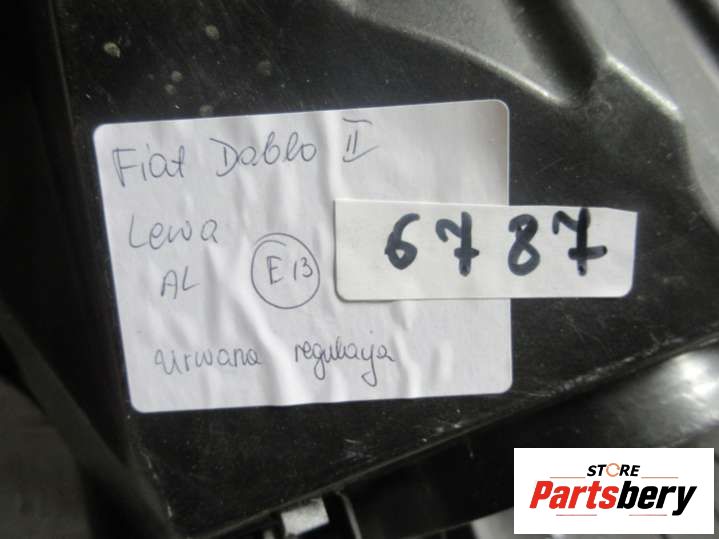 Fiat Doblo II
Lewa
6787
AL E13
urwana regulacja
STORE
Partsbery